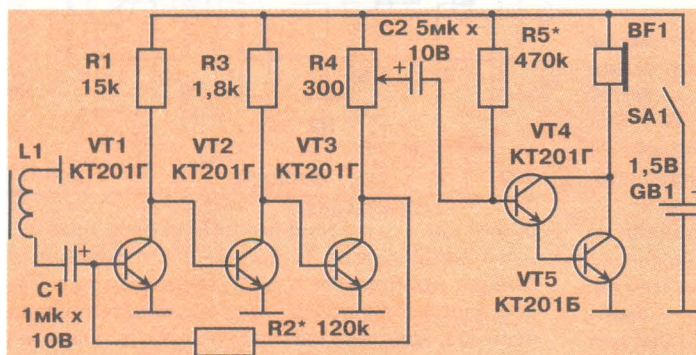 C2 5мк x
10В
R5*
470k
BF1
R1
15k
R3
1,8k
R4
300
+
SA1
VT1
КТ201Г
VT2
КТ201Г
VT3
КТ201Г
VT4
КТ201Г
L1
1,5В
GB1
+
C1
1мк x
10В
R2* 120k
VT5
КТ201Б